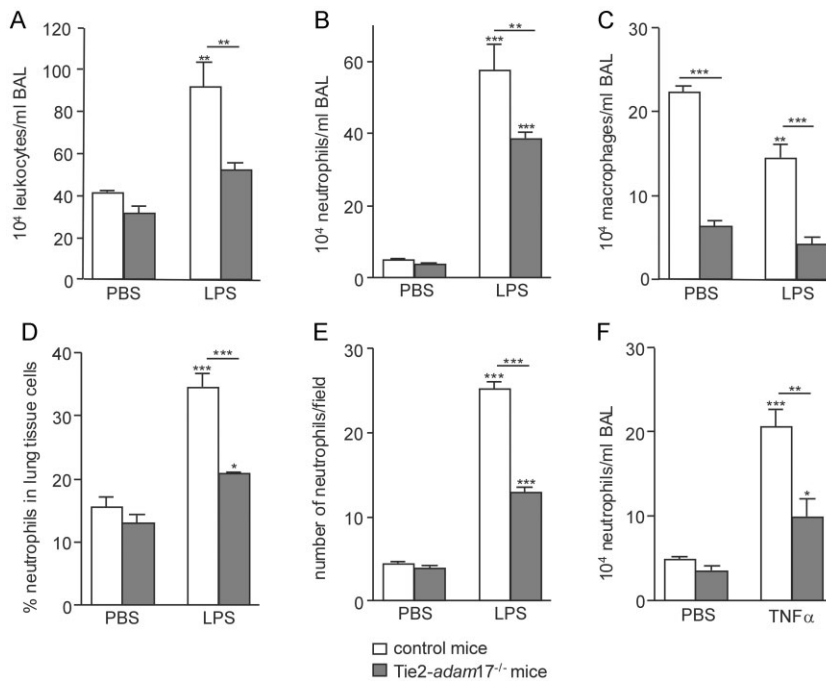 A
10⁴ leukocytes/ml BAL
120
100
80
60
40
20
0
**
**
PBS
LPS
B
10⁴ neutrophils/ml BAL
60
40
20
0
***
**
***
PBS
LPS
C
10⁴ macrophages/ml BAL
30
20
10
0
***
**
***
PBS
LPS
D
% neutrophils in lung tissue cells
40
30
20
10
0
***
***
*
PBS
LPS
E
number of neutrophils/field
30
20
10
0
***
***
***
PBS
LPS
F
10⁴ neutrophils/ml BAL
30
20
10
0
***
**
*
PBS
TNFα
control mice
Tie2-adam17⁻/⁻ mice